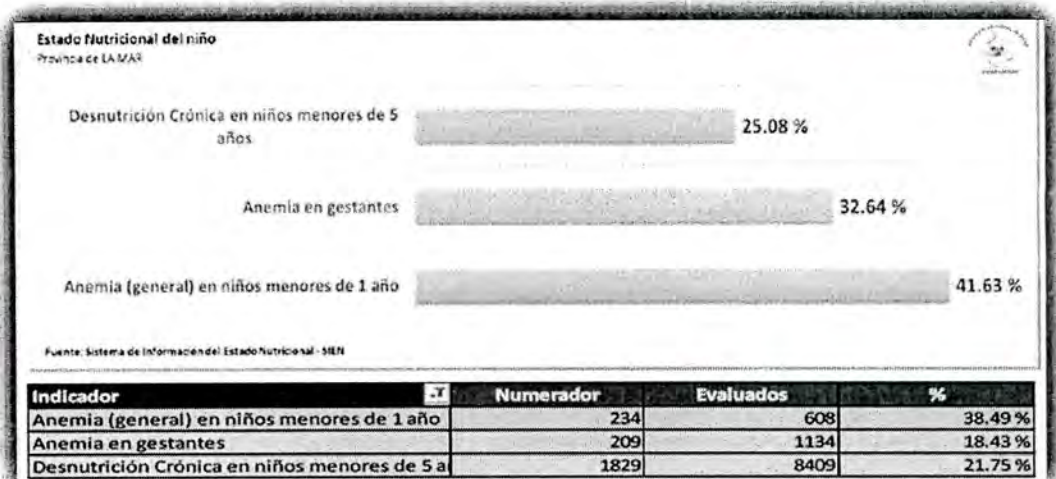 Estado Nutricional del niño
Provincia de LA MAR
Desnutrición Crónica en niños menores de 5
años
25.08 %
Anemia en gestantes
32.64 %
Anemia (general) en niños menores de 1 año
41.63 %
Fuente: Sistema de Información del Estado Nutricional - SIEN
Indicador Numerador Evaluados %
Anemia (general) en niños menores de 1 año 234 608 38.49 %
Anemia en gestantes 209 1134 18.43 %
Desnutrición Crónica en niños menores de 5 a 1829 8409 21.75 %